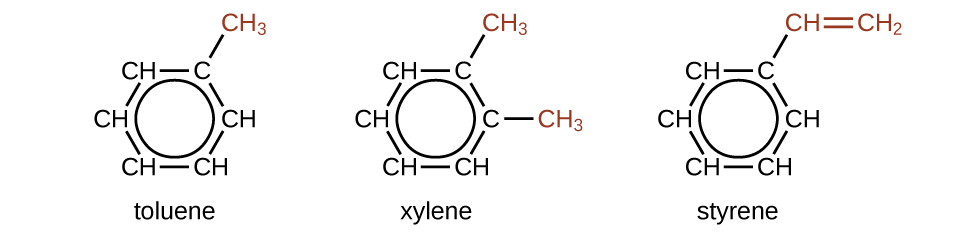 CH₃ CH₃ CH=CH₂
CH C CH C CH C
CH CH CH C CH₃ CH CH
CH CH CH CH CH CH
toluene xylene styrene